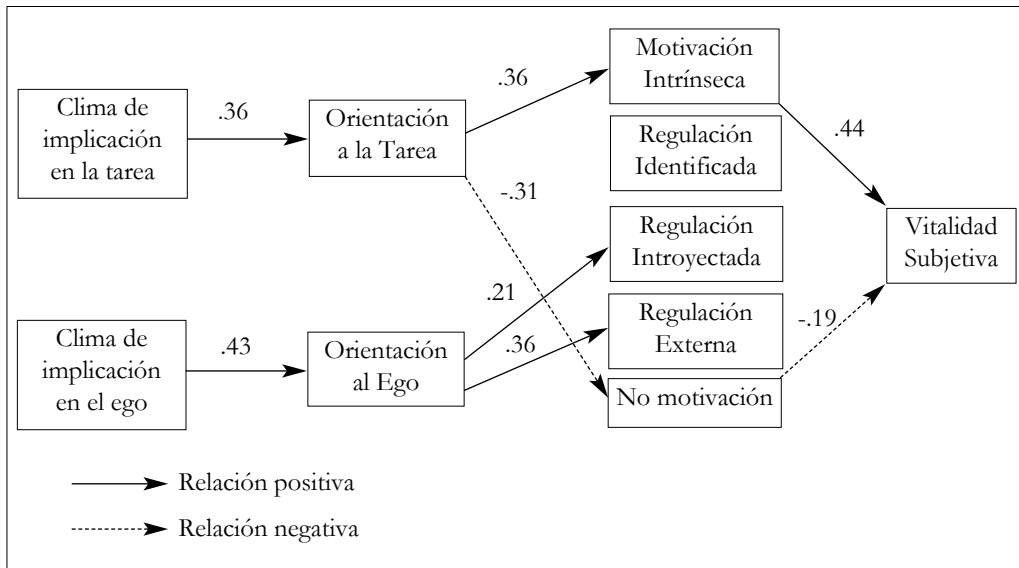 Clima de
implicación
en la tarea
.36
Orientación
a la Tarea
.36
-.31
Motivación
Intrínseca
Regulación
Identificada
Regulación
Introyectada
Regulación
Externa
No motivación
.44
-.19
Vitalidad
Subjetiva
Clima de
implicación
en el ego
.43
Orientación
al Ego
.21
.36
Relación positiva
Relación negativa